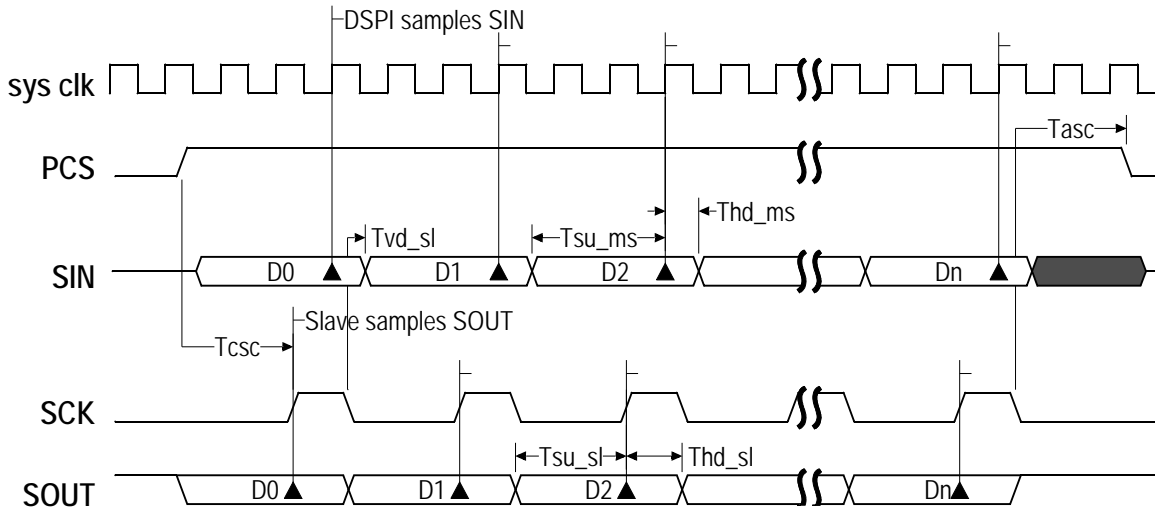 DSPI samples SIN
sys clk
Tasc
PCS
Thd_ms
Tvd_sl
Tsu_ms
SIN
D0
D1
D2
Dn
Slave samples SOUT
Tcsc
SCK
Tsu_sl
Thd_sl
SOUT
D0
D1
D2
Dn